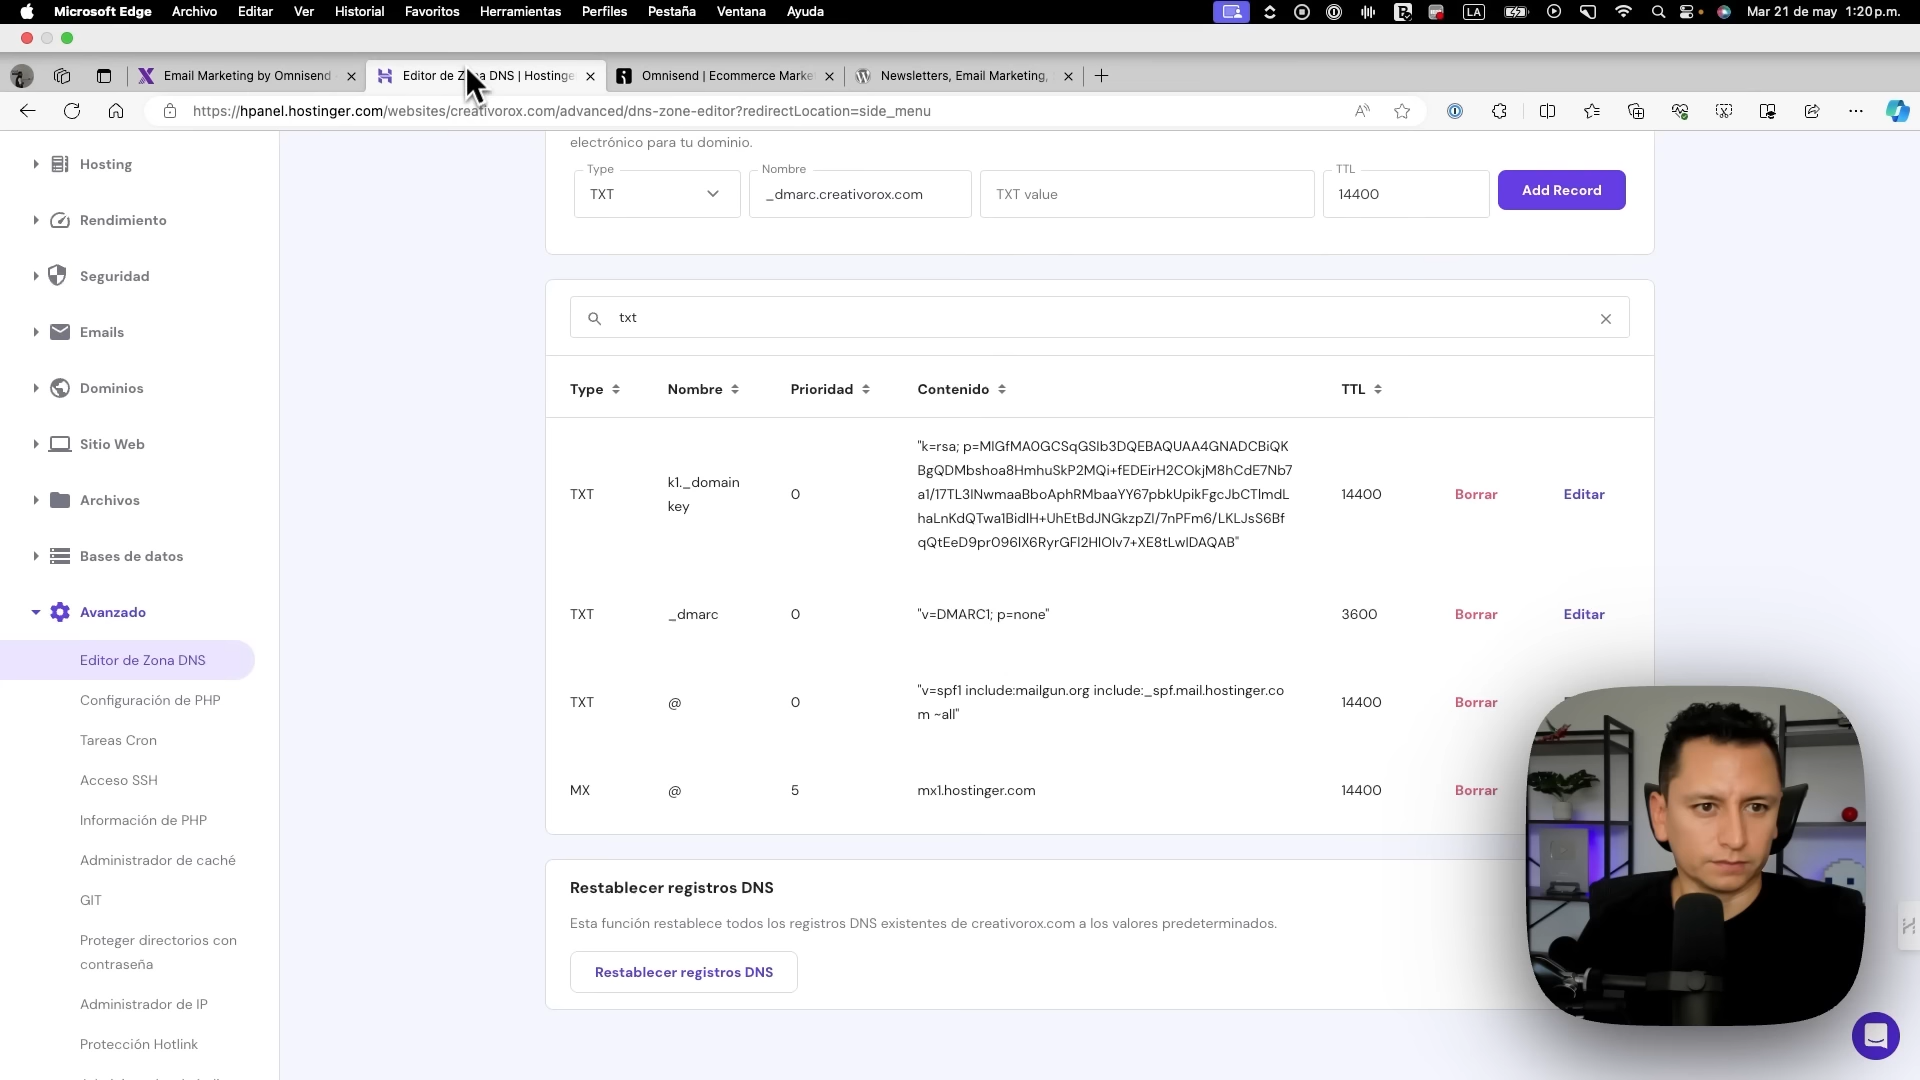 Microsoft Edge Archivo Editar Ver Historial Favoritos Herramientas Perfiles Pestaña Ventana Ayuda LA Mar 21 de may 1:20 p.m.
Email Marketing by Omnisend Editor de Zona DNS | Hostinge Omnisend | Ecommerce Marke Newsletters, Email Marketing,
https://hpanel.hostinger.com/websites/creativorox.com/advanced/dns-zone-editor?redirectLocation=side_menu
Hosting
Rendimiento
Seguridad
Emails
Dominios
Sitio Web
Archivos
Bases de datos
Avanzado
Editor de Zona DNS
Configuración de PHP
Tareas Cron
Acceso SSH
Información de PHP
Administrador de caché
GIT
Proteger directorios con
contraseña
Administrador de IP
Protección Hotlink
electrónico para tu dominio.
Type Nombre TTL
TXT _dmarc.creativorox.com TXT value 14400 Add Record
txt
Type Nombre Prioridad Contenido TTL
"k=rsa; p=MIGfMA0GCSqGSIb3DQEBAQUAA4GNADCBiQK
BgQDMbshoa8HmhuSkP2MQi+fEDEirH2COkjM8hCdE7Nb7
TXT k1._domain
key 0 a1/17TL3INwmaaBboAphRMbaaYY67pbkUpikFgcJbCTlmdL 14400 Borrar Editar
haLnKdQTwa1BidlH+UhEtBdJNGkzpZI/7nPFm6/LKLJsS6Bf
qQtEeD9pr096IX6RyrGFI2HlOIv7+XE8tLwIDAQAB"
TXT _dmarc 0 "v=DMARC1; p=none" 3600 Borrar Editar
TXT @ 0 "v=spf1 include:mailgun.org include:_spf.mail.hostinger.co
m ~all" 14400 Borrar
MX @ 5 mx1.hostinger.com 14400 Borrar
Restablecer registros DNS
Esta función restablece todos los registros DNS existentes de creativorox.com a los valores predeterminados.
Restablecer registros DNS